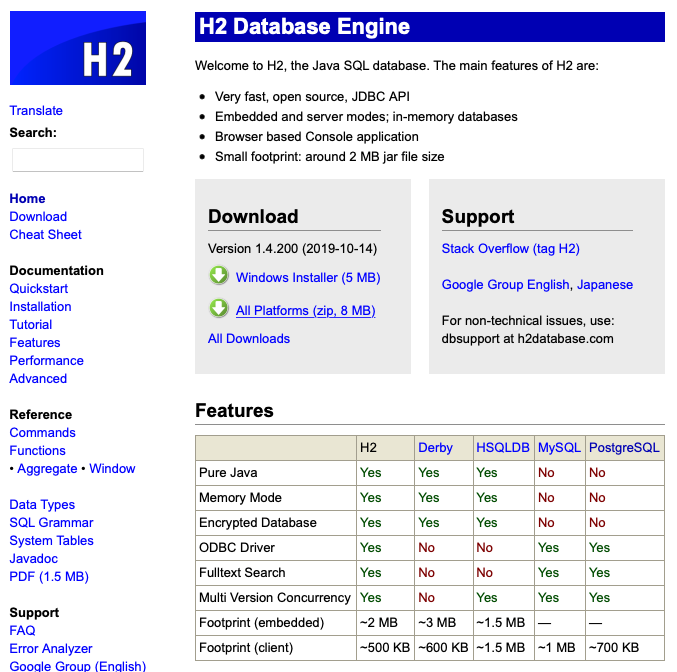 H2
Translate
Search:
Home
Download
Cheat Sheet
Documentation
Quickstart
Installation
Tutorial
Features
Performance
Advanced
Reference
Commands
Functions
• Aggregate • Window
Data Types
SQL Grammar
System Tables
Javadoc
PDF (1.5 MB)
Support
FAQ
Error Analyzer
Google Group (English)
H2 Database Engine
Welcome to H2, the Java SQL database. The main features of H2 are:
• Very fast, open source, JDBC API
• Embedded and server modes; in-memory databases
• Browser based Console application
• Small footprint: around 2 MB jar file size
Download
Version 1.4.200 (2019-10-14)
Windows Installer (5 MB)
All Platforms (zip, 8 MB)
All Downloads
Support
Stack Overflow (tag H2)
Google Group English, Japanese
For non-technical issues, use:
dbsupport at h2database.com
Features
H2 Derby HSQLDB MySQL PostgreSQL
Pure Java Yes Yes Yes No No
Memory Mode Yes Yes Yes No No
Encrypted Database Yes Yes Yes No No
ODBC Driver Yes No No Yes Yes
Fulltext Search Yes No No Yes Yes
Multi Version Concurrency Yes No Yes Yes Yes
Footprint (embedded) ~2 MB ~3 MB ~1.5 MB — —
Footprint (client) ~500 KB ~600 KB ~1.5 MB ~1 MB ~700 KB